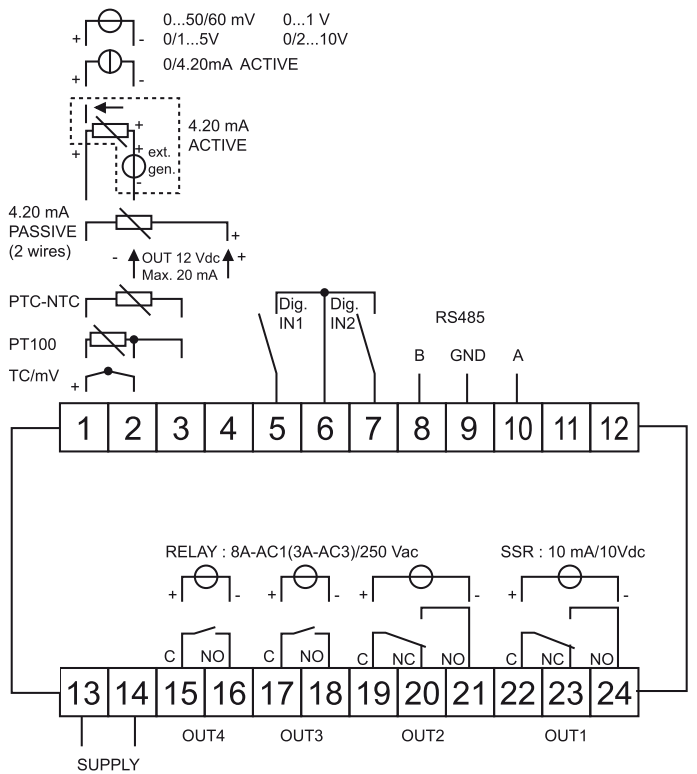 0...50/60 mV 0...1 V
+ - 0/1...5V 0/2...10V
+ - 0/4.20mA ACTIVE
+ 4.20 mA
+ + ACTIVE
ext.
gen.
-
4.20 mA
PASSIVE +
(2 wires) - OUT 12 Vdc +
Max. 20 mA
PTC-NTC
Dig. Dig.
IN1 IN2
RS485
PT100
B GND A
TC/mV
+
1 2 3 4 5 6 7 8 9 10 11 12
RELAY : 8A-AC1(3A-AC3)/250 Vac SSR : 10 mA/10Vdc
+ - + - + - + -
C NO C NO C NC NO C NC NO
13 14 15 16 17 18 19 20 21 22 23 24
OUT4 OUT3 OUT2 OUT1
SUPPLY